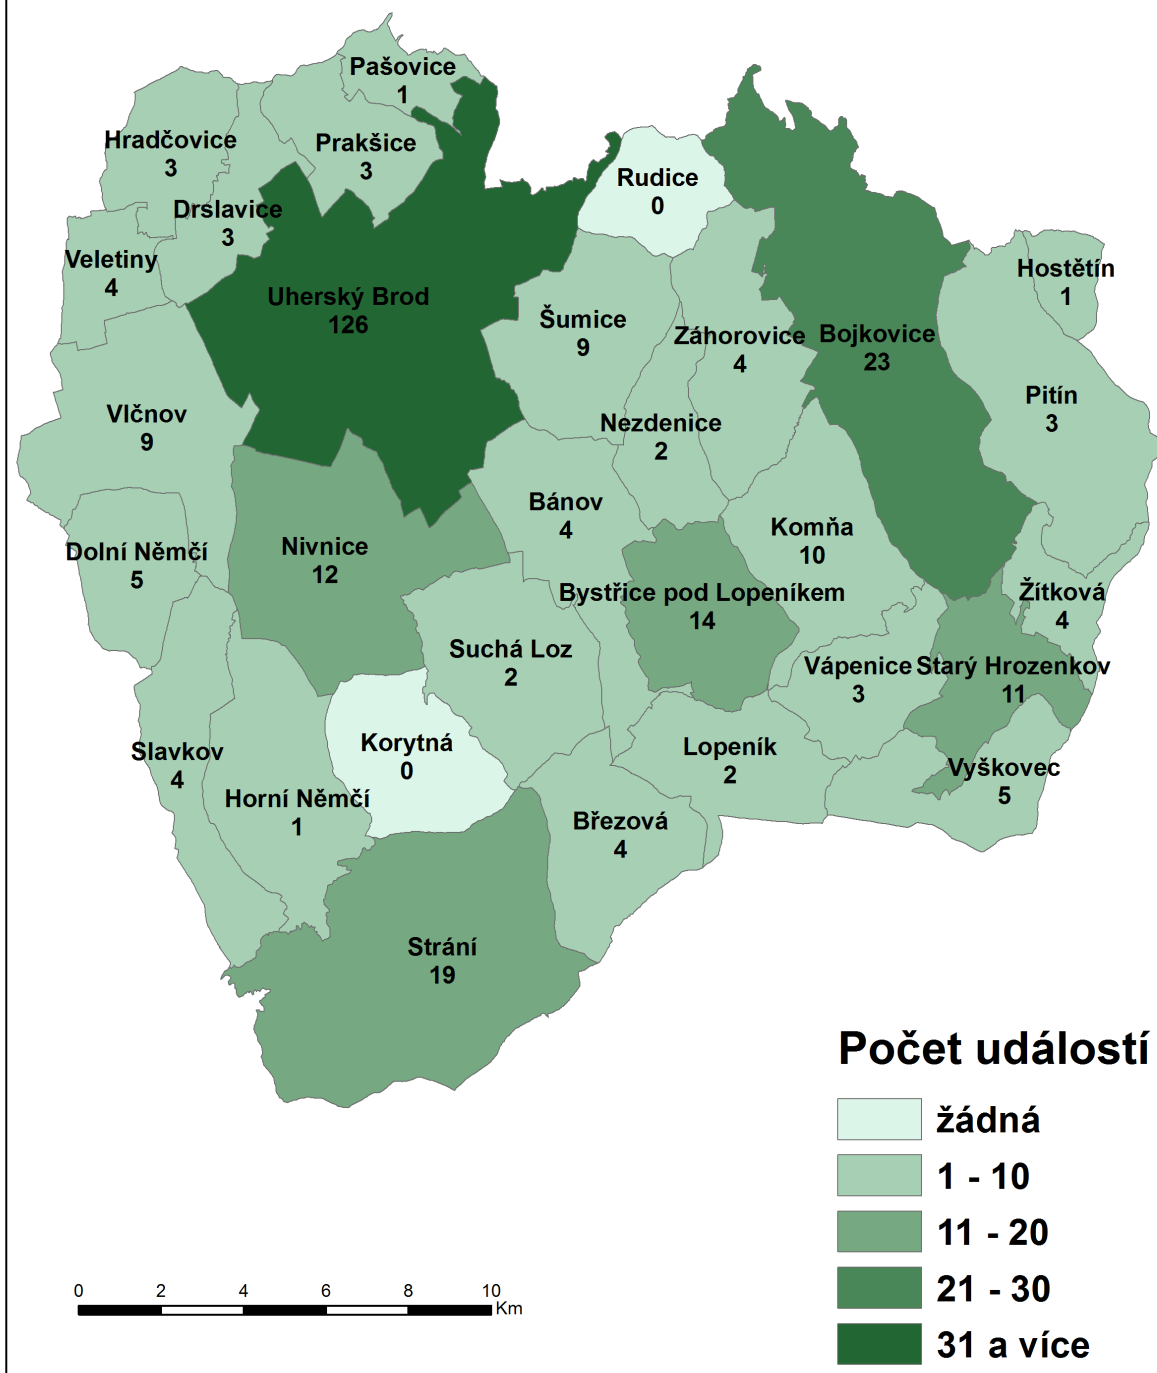 Pašovice
1
Hradčovice
3
Prakšice
3
Rudice
0
Drslavice
3
Veletiny
4
Hostětín
1
Uherský Brod
126
Šumice
9
Záhorovice
4
Bojkovice
23
Pitín
3
Vlčnov
9
Nezdenice
2
Bánov
4
Komňa
10
Dolní Němčí
5
Nivnice
12
Bystřice pod Lopeníkem
14
Žítková
4
Suchá Loz
2
Vápenice
3
Starý Hrozenkov
11
Slavkov
4
Korytná
0
Lopeník
2
Vyškovec
5
Horní Němčí
1
Březová
4
Strání
19
Počet událostí
žádná
1 - 10
11 - 20
21 - 30
31 a více
0 2 4 6 8 10
Km